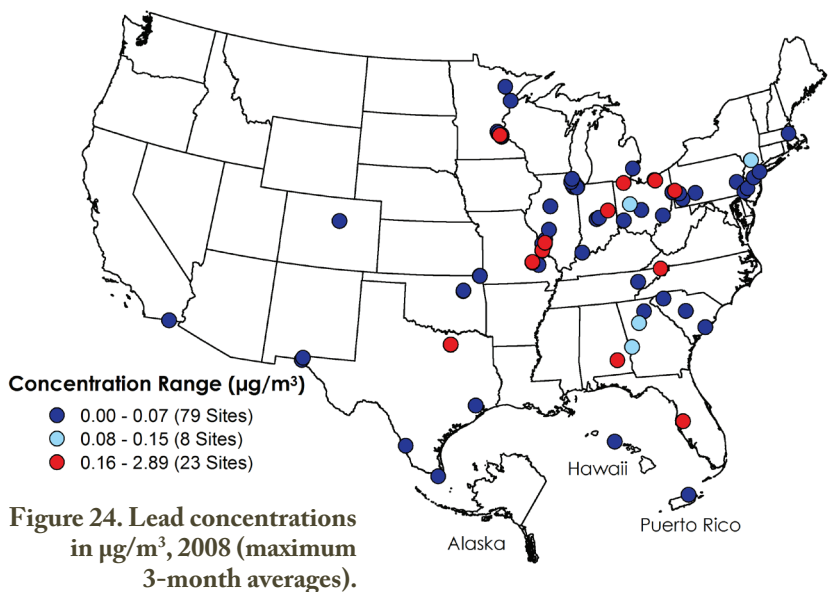 Concentration Range (µg/m³)
0.00 - 0.07 (79 Sites)
0.08 - 0.15 (8 Sites)
0.16 - 2.89 (23 Sites)
Hawaii
Puerto Rico
Alaska
Figure 24. Lead concentrations
in µg/m³, 2008 (maximum
3-month averages).